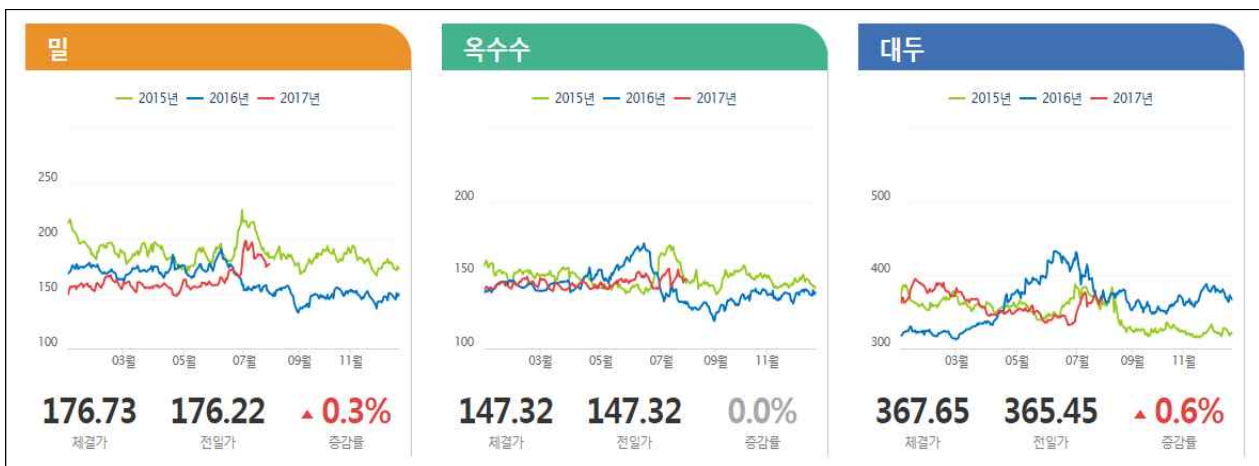 밀
2015년 2016년 2017년
250
200
150
100
03월 05월 07월 09월 11월
176.73 176.22 ▲ 0.3%
체결가 전일가 증감률
옥수수
2015년 2016년 2017년
200
150
100
03월 05월 07월 09월 11월
147.32 147.32 0.0%
체결가 전일가 증감률
대두
2015년 2016년 2017년
500
400
300
03월 05월 07월 09월 11월
367.65 365.45 ▲ 0.6%
체결가 전일가 증감률